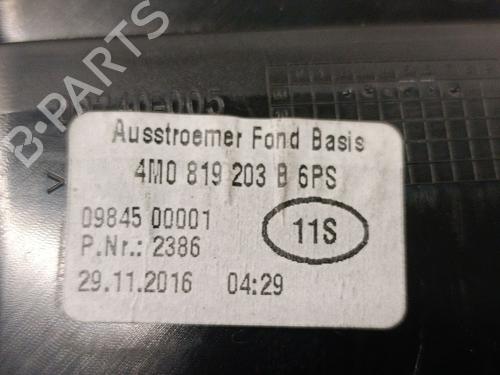 B-PARTS
Ausstroemer Fond Basis
4M0 819 203 B 6PS
09845 00001
11S
P.Nr.: 2386
29.11.2016 04:29